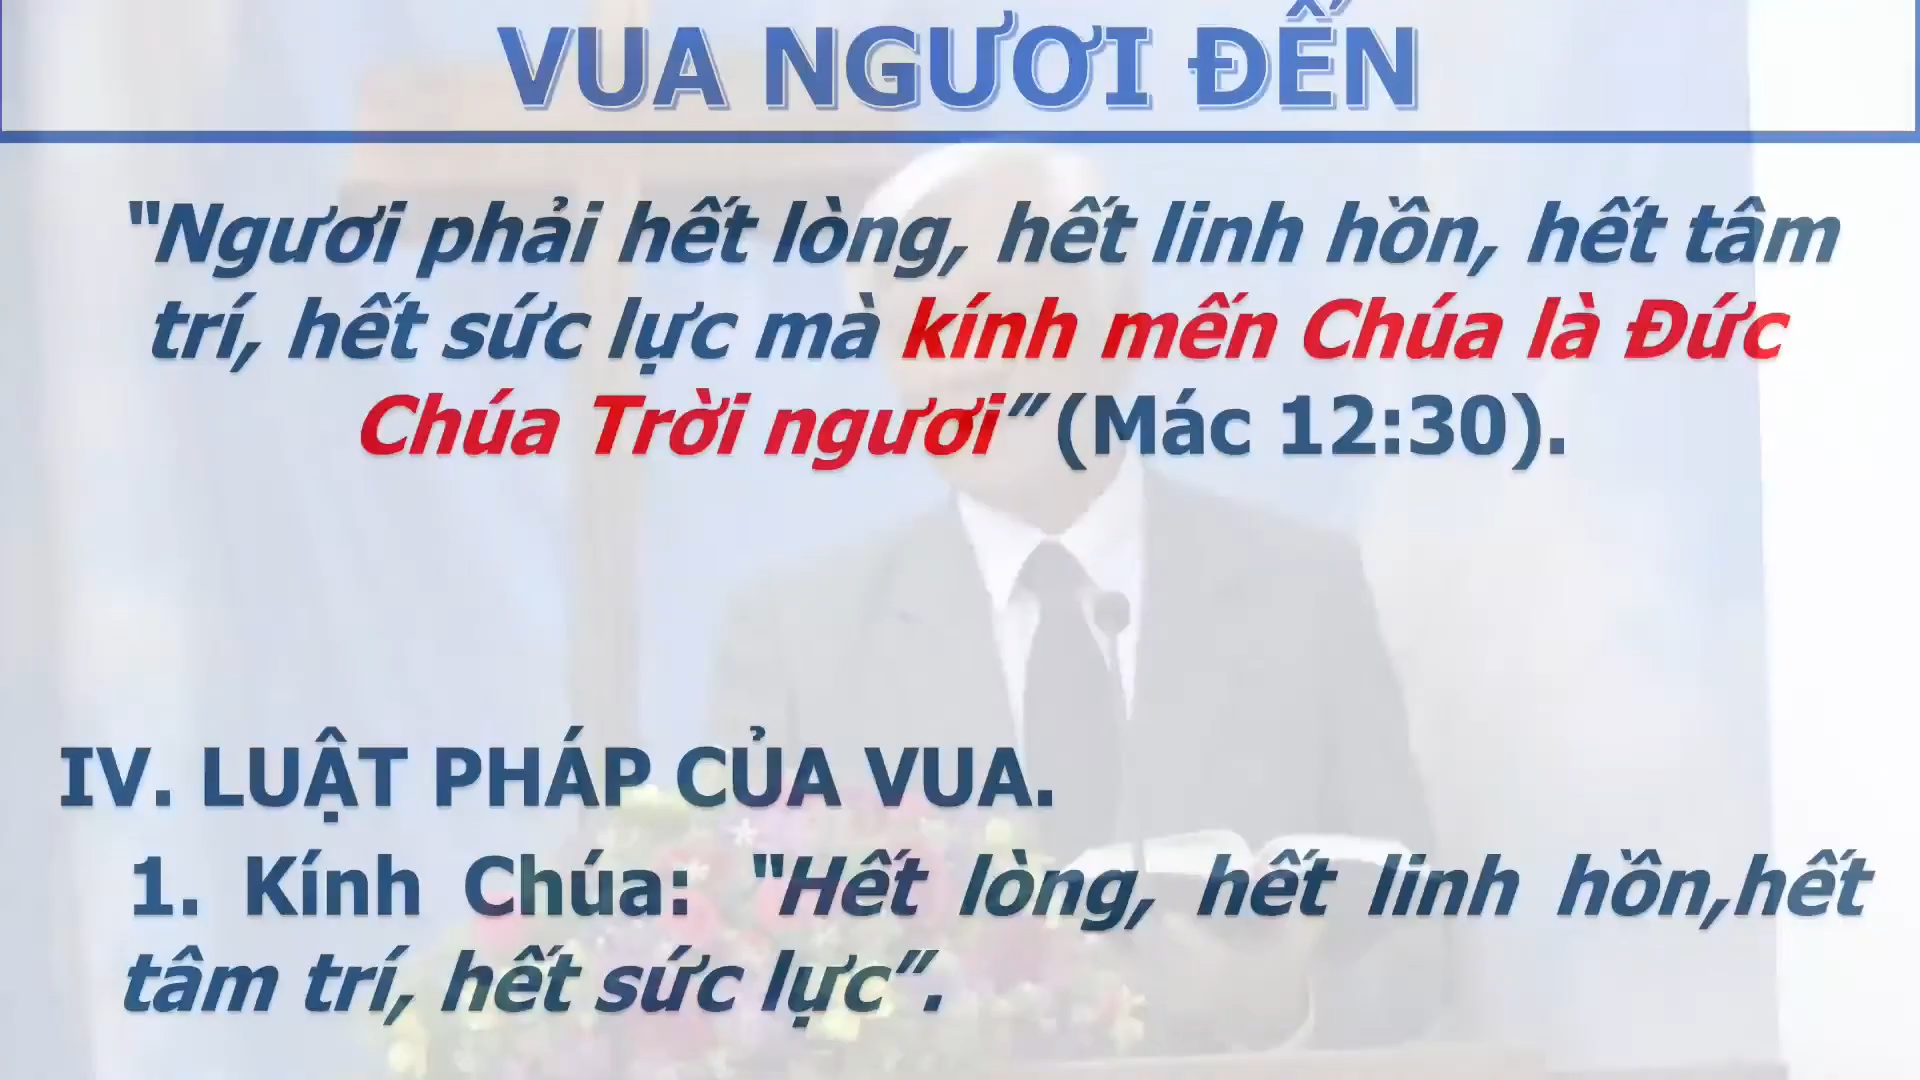 VUA NGƯƠI ĐẾN
“Ngươi phải hết lòng, hết linh hồn, hết tâm
trí, hết sức lực mà kính mến Chúa là Đức
Chúa Trời ngươi” (Mác 12:30).
IV. LUẬT PHÁP CỦA VUA.
1. Kính Chúa: “Hết lòng, hết linh hồn,hết
tâm trí, hết sức lực”.